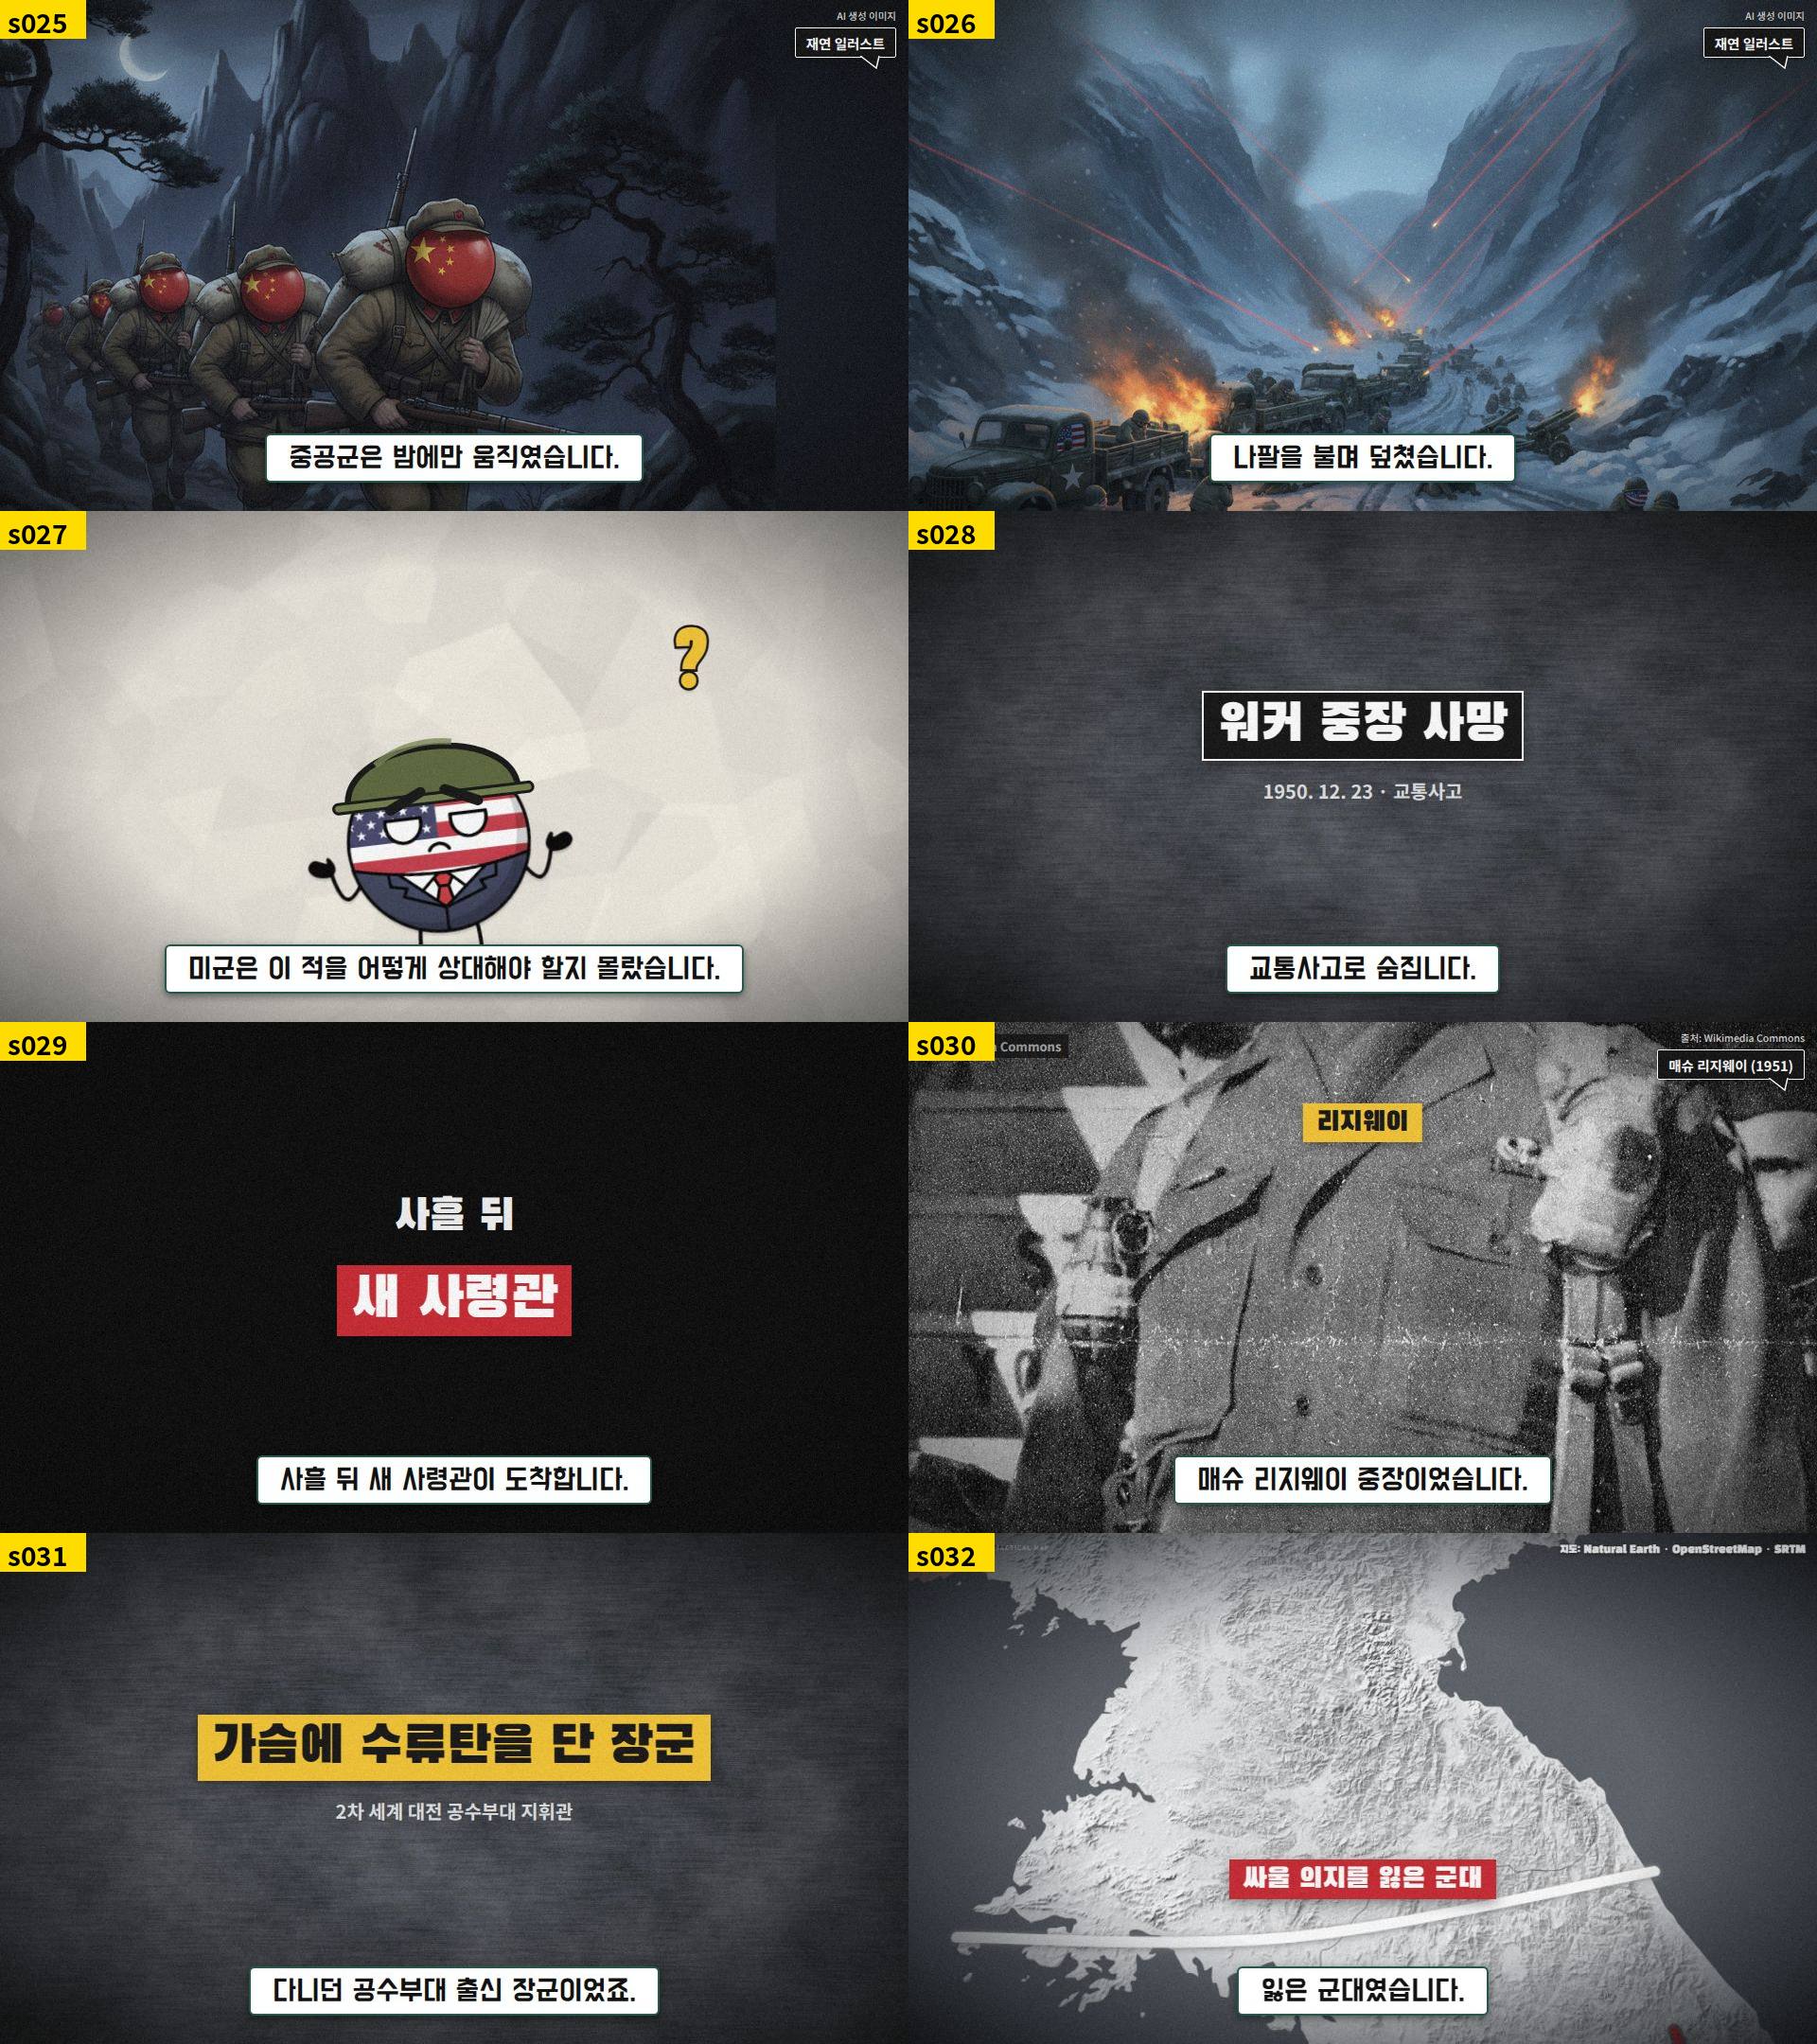 s025
AI 생성 이미지
재연 일러스트
중공군은 밤에만 움직였습니다.
s026
AI 생성 이미지
재연 일러스트
나팔을 불며 덮쳤습니다.
s027
?
미군은 이 적을 어떻게 상대해야 할지 몰랐습니다.
s028
워커 중장 사망
1950. 12. 23 · 교통사고
교통사고로 숨집니다.
s029
사흘 뒤
새 사령관
사흘 뒤 새 사령관이 도착합니다.
s030
Commons
출처: Wikimedia Commons
매슈 리지웨이 (1951)
리지웨이
매슈 리지웨이 중장이었습니다.
s031
가슴에 수류탄을 단 장군
2차 세계 대전 공수부대 지휘관
다니던 공수부대 출신 장군이었죠.
s032
지도: Natural Earth · OpenStreetMap · SRTM
싸울 의지를 잃은 군대
잃은 군대였습니다.